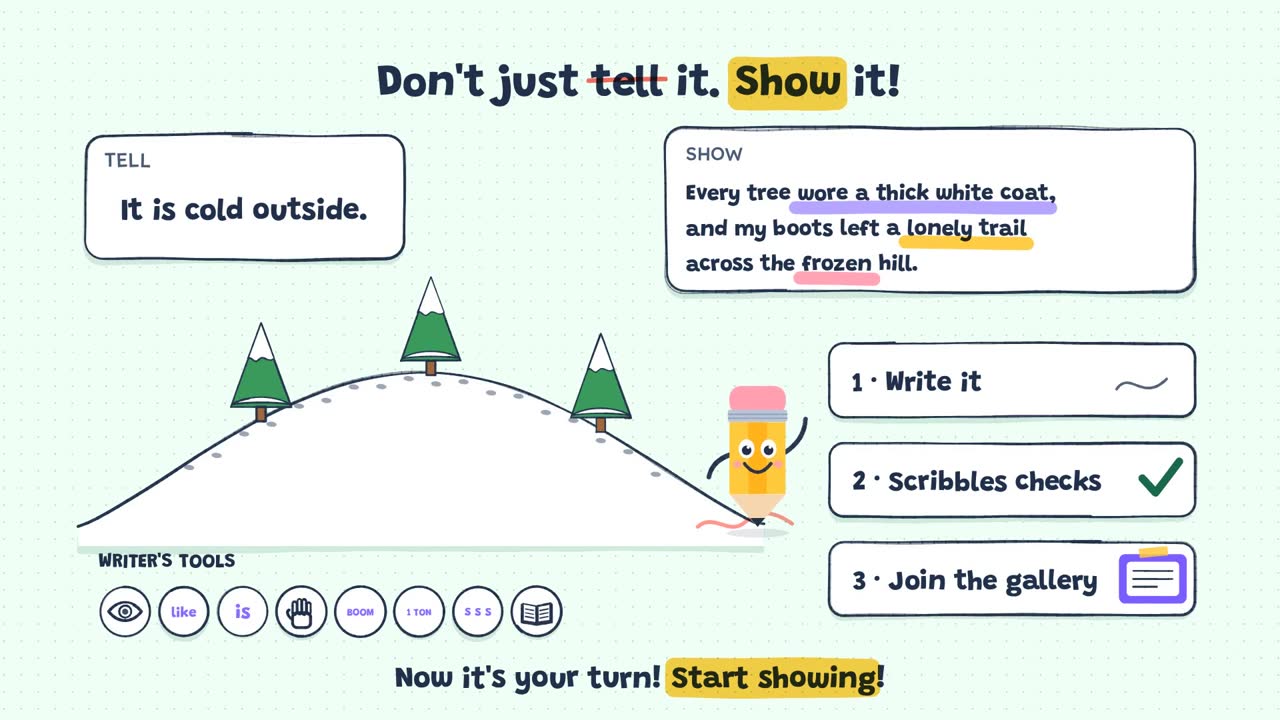 Don't just tell it. Show it!
TELL
It is cold outside.
SHOW
Every tree wore a thick white coat,
and my boots left a lonely trail
across the frozen hill.
1 · Write it
2 · Scribbles checks
3 · Join the gallery
WRITER'S TOOLS
like
is
BOOM
1 TON
S S S
Now it's your turn! Start showing!